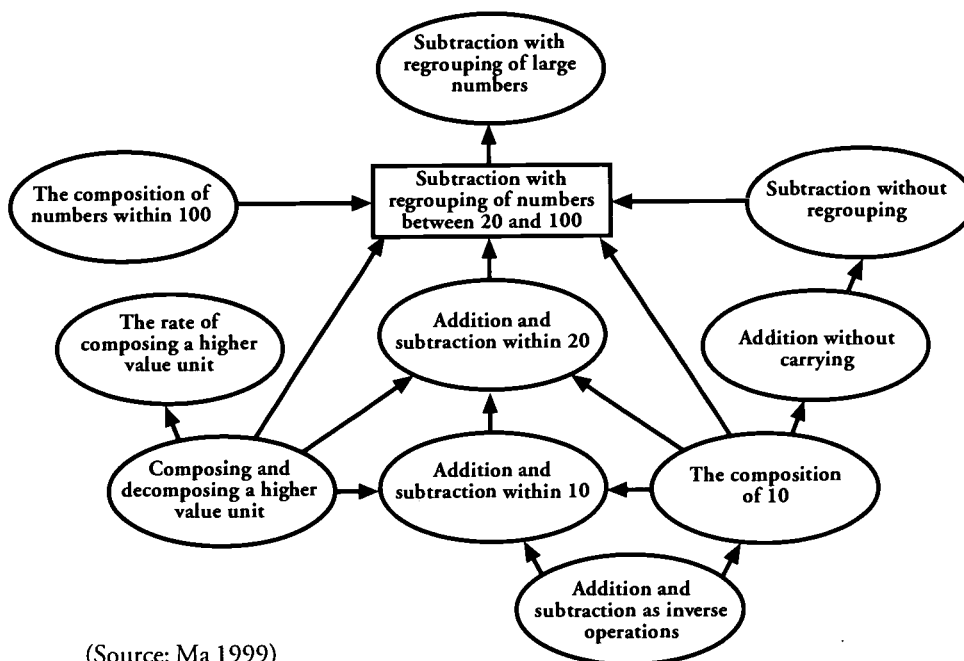 Subtraction with
regrouping of large
numbers
The composition of
numbers within 100
Subtraction with
regrouping of numbers
between 20 and 100
Subtraction without
regrouping
The rate of
composing a higher
value unit
Addition and
subtraction within 20
Addition without
carrying
Composing and
decomposing a higher
value unit
Addition and
subtraction within 10
The composition
of 10
Addition and
subtraction as inverse
operations
(Source: Ma 1999)